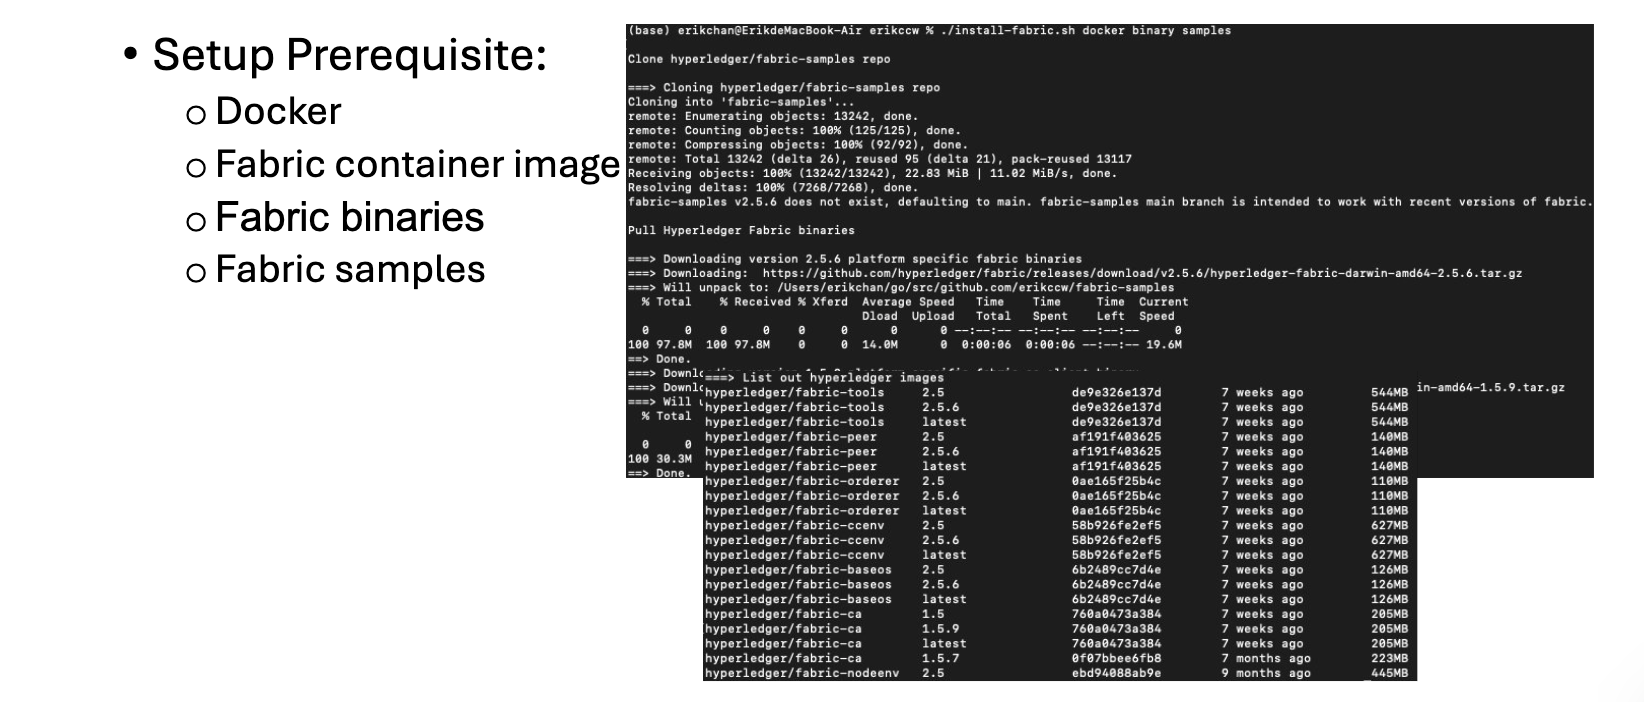 • Setup Prerequisite:
o Docker
o Fabric container image
o Fabric binaries
o Fabric samples
(base) erikchan@ErikdeMacBook-Air erikccw % ./install-fabric.sh docker binary samples
Clone hyperledger/fabric-samples repo
===> Cloning hyperledger/fabric-samples repo
Cloning into 'fabric-samples'...
remote: Enumerating objects: 13242, done.
remote: Counting objects: 100% (125/125), done.
remote: Compressing objects: 100% (92/92), done.
remote: Total 13242 (delta 26), reused 95 (delta 21), pack-reused 13117
Receiving objects: 100% (13242/13242), 22.83 MiB | 11.02 MiB/s, done.
Resolving deltas: 100% (7268/7268), done.
fabric-samples v2.5.6 does not exist, defaulting to main. fabric-samples main branch is intended to work with recent versions of fabric.
Pull Hyperledger Fabric binaries
===> Downloading version 2.5.6 platform specific fabric binaries
===> Downloading:  https://github.com/hyperledger/fabric/releases/download/v2.5.6/hyperledger-fabric-darwin-amd64-2.5.6.tar.gz
===> Will unpack to: /Users/erikchan/go/src/github.com/erikccw/fabric-samples
% Total % Received % Xferd Average Speed Time Time Time Current
Dload Upload Total Spent Left Speed
0 0 0 0 0 0 0 0 --:--:-- --:--:-- --:--:-- 0
100 97.8M 100 97.8M 0 0 14.0M 0 0:00:06 0:00:06 --:--:-- 19.6M
==> Done.
===> Downl
===> Downl in-amd64-1.5.9.tar.gz
===> Will
% Total
0 0
100 30.3M
==> Done.
===> List out hyperledger images
hyperledger/fabric-tools 2.5 de9e326e137d 7 weeks ago 544MB
hyperledger/fabric-tools 2.5.6 de9e326e137d 7 weeks ago 544MB
hyperledger/fabric-tools latest de9e326e137d 7 weeks ago 544MB
hyperledger/fabric-peer 2.5 af191f403625 7 weeks ago 140MB
hyperledger/fabric-peer 2.5.6 af191f403625 7 weeks ago 140MB
hyperledger/fabric-peer latest af191f403625 7 weeks ago 140MB
hyperledger/fabric-orderer 2.5 0ae165f25b4c 7 weeks ago 110MB
hyperledger/fabric-orderer 2.5.6 0ae165f25b4c 7 weeks ago 110MB
hyperledger/fabric-orderer latest 0ae165f25b4c 7 weeks ago 110MB
hyperledger/fabric-ccenv 2.5 58b926fe2ef5 7 weeks ago 627MB
hyperledger/fabric-ccenv 2.5.6 58b926fe2ef5 7 weeks ago 627MB
hyperledger/fabric-ccenv latest 58b926fe2ef5 7 weeks ago 627MB
hyperledger/fabric-baseos 2.5 6b2489cc7d4e 7 weeks ago 126MB
hyperledger/fabric-baseos 2.5.6 6b2489cc7d4e 7 weeks ago 126MB
hyperledger/fabric-baseos latest 6b2489cc7d4e 7 weeks ago 126MB
hyperledger/fabric-ca 1.5 760a0473a384 7 weeks ago 205MB
hyperledger/fabric-ca 1.5.9 760a0473a384 7 weeks ago 205MB
hyperledger/fabric-ca latest 760a0473a384 7 weeks ago 205MB
hyperledger/fabric-ca 1.5.7 0f07bbee6fb8 7 months ago 223MB
hyperledger/fabric-nodeenv 2.5 ebd94088ab9e 9 months ago 445MB